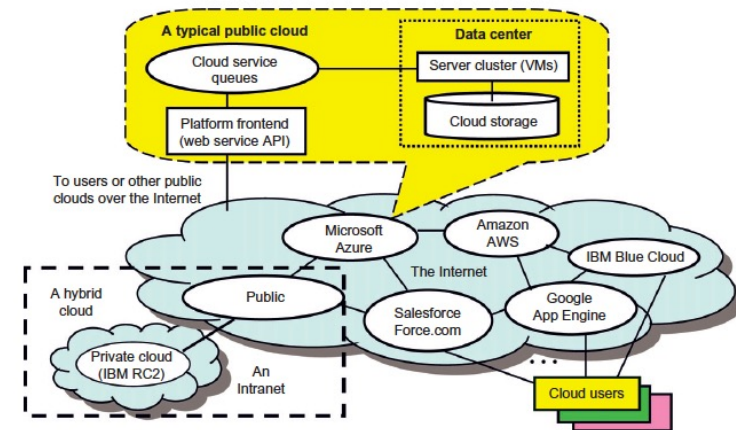 A typical public cloud
Data center
Cloud service
queues
Server cluster (VMs)
Platform frontend
(web service API)
Cloud storage
To users or other public
clouds over the Internet
Microsoft
Azure
Amazon
AWS
IBM Blue Cloud
The Internet
A hybrid
cloud
Public
Salesforce
Force.com
Google
App Engine
Private cloud
(IBM RC2)
An
Intranet
...
Cloud users